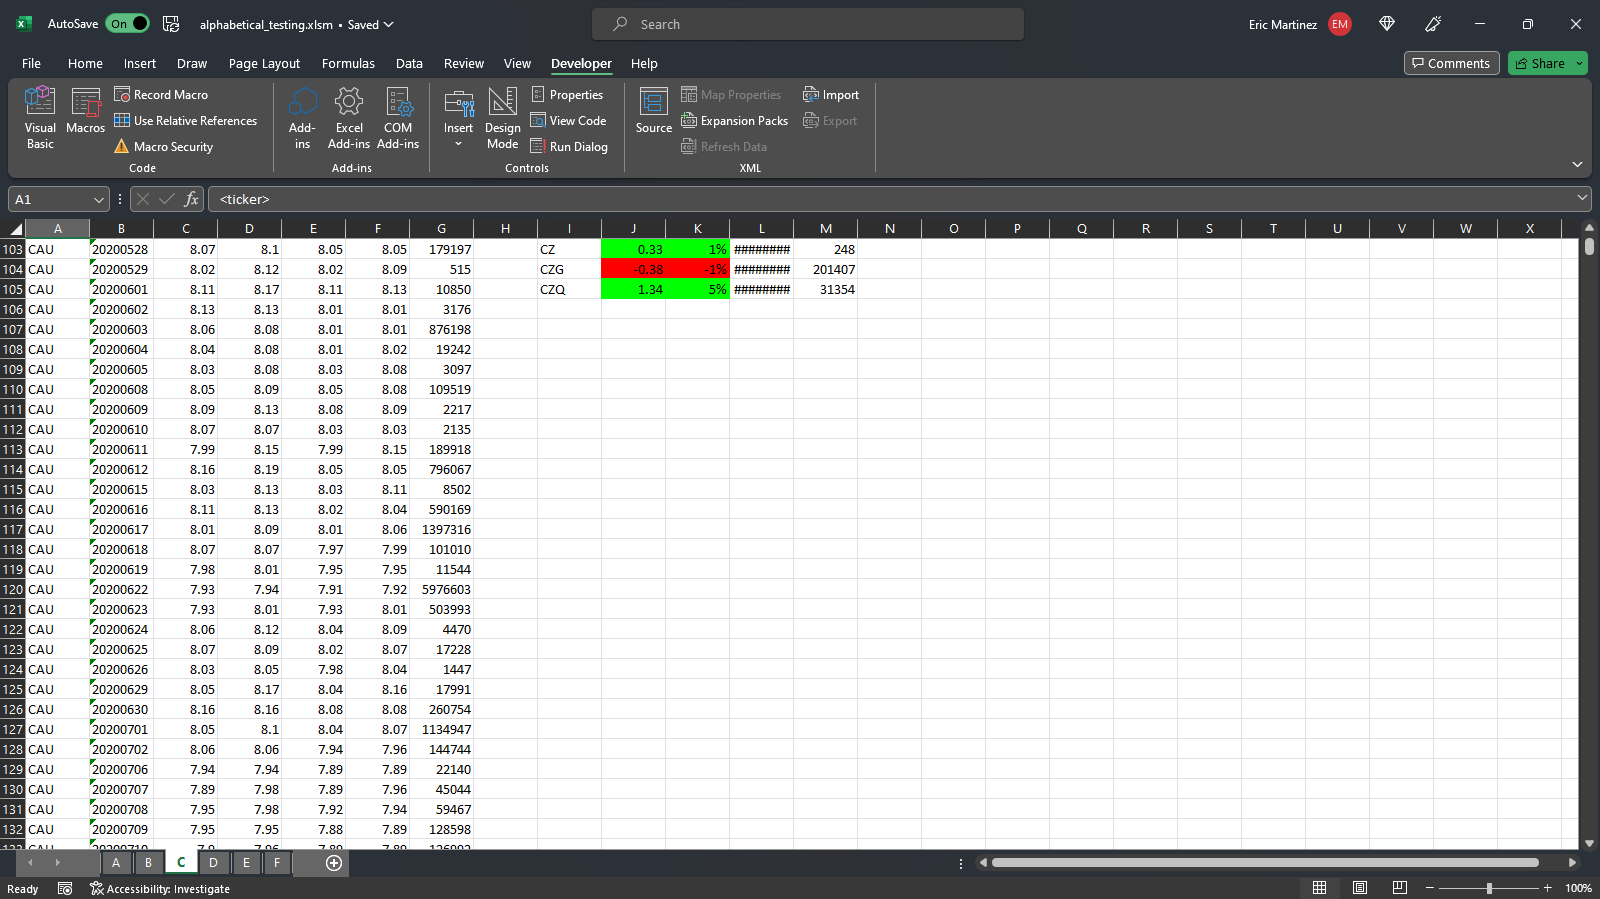 AutoSave On alphabetical_testing.xlsm • Saved Search Eric Martinez EM
File Home Insert Draw Page Layout Formulas Data Review View Developer Help Comments Share
Visual Basic
Macros
Record Macro
Use Relative References
Macro Security
Code
Add-ins
Excel Add-ins
COM Add-ins
Add-ins
Insert
Design Mode
Properties
View Code
Run Dialog
Controls
Source
Map Properties
Expansion Packs
Refresh Data
Import
Export
XML
A1 fx <ticker>
A B C D E F G H I J K L M N O P Q R S T U V W X
103 CAU 20200528 8.07 8.1 8.05 8.05 179197 CZ 0.33 1% ######## 248
104 CAU 20200529 8.02 8.12 8.02 8.09 515 CZG -0.38 -1% ######## 201407
105 CAU 20200601 8.11 8.17 8.11 8.13 10850 CZQ 1.34 5% ######## 31354
106 CAU 20200602 8.13 8.13 8.01 8.01 3176
107 CAU 20200603 8.06 8.08 8.01 8.01 876198
108 CAU 20200604 8.04 8.08 8.01 8.02 19242
109 CAU 20200605 8.03 8.08 8.03 8.08 3097
110 CAU 20200608 8.05 8.09 8.05 8.08 109519
111 CAU 20200609 8.09 8.13 8.08 8.09 2217
112 CAU 20200610 8.07 8.07 8.03 8.03 2135
113 CAU 20200611 7.99 8.15 7.99 8.15 189918
114 CAU 20200612 8.16 8.19 8.05 8.05 796067
115 CAU 20200615 8.03 8.13 8.03 8.11 8502
116 CAU 20200616 8.11 8.13 8.02 8.04 590169
117 CAU 20200617 8.01 8.09 8.01 8.06 1397316
118 CAU 20200618 8.07 8.07 7.97 7.99 101010
119 CAU 20200619 7.98 8.01 7.95 7.95 11544
120 CAU 20200622 7.93 7.94 7.91 7.92 5976603
121 CAU 20200623 7.93 8.01 7.93 8.01 503993
122 CAU 20200624 8.06 8.12 8.04 8.09 4470
123 CAU 20200625 8.07 8.09 8.02 8.07 17228
124 CAU 20200626 8.03 8.05 7.98 8.04 1447
125 CAU 20200629 8.05 8.17 8.04 8.16 17991
126 CAU 20200630 8.16 8.16 8.08 8.08 260754
127 CAU 20200701 8.05 8.1 8.04 8.07 1134947
128 CAU 20200702 8.06 8.06 7.94 7.96 144744
129 CAU 20200706 7.94 7.94 7.89 7.89 22140
130 CAU 20200707 7.89 7.98 7.89 7.96 45044
131 CAU 20200708 7.95 7.98 7.92 7.94 59467
132 CAU 20200709 7.95 7.95 7.88 7.89 128598
A B C D E F
Ready Accessibility: Investigate 100%